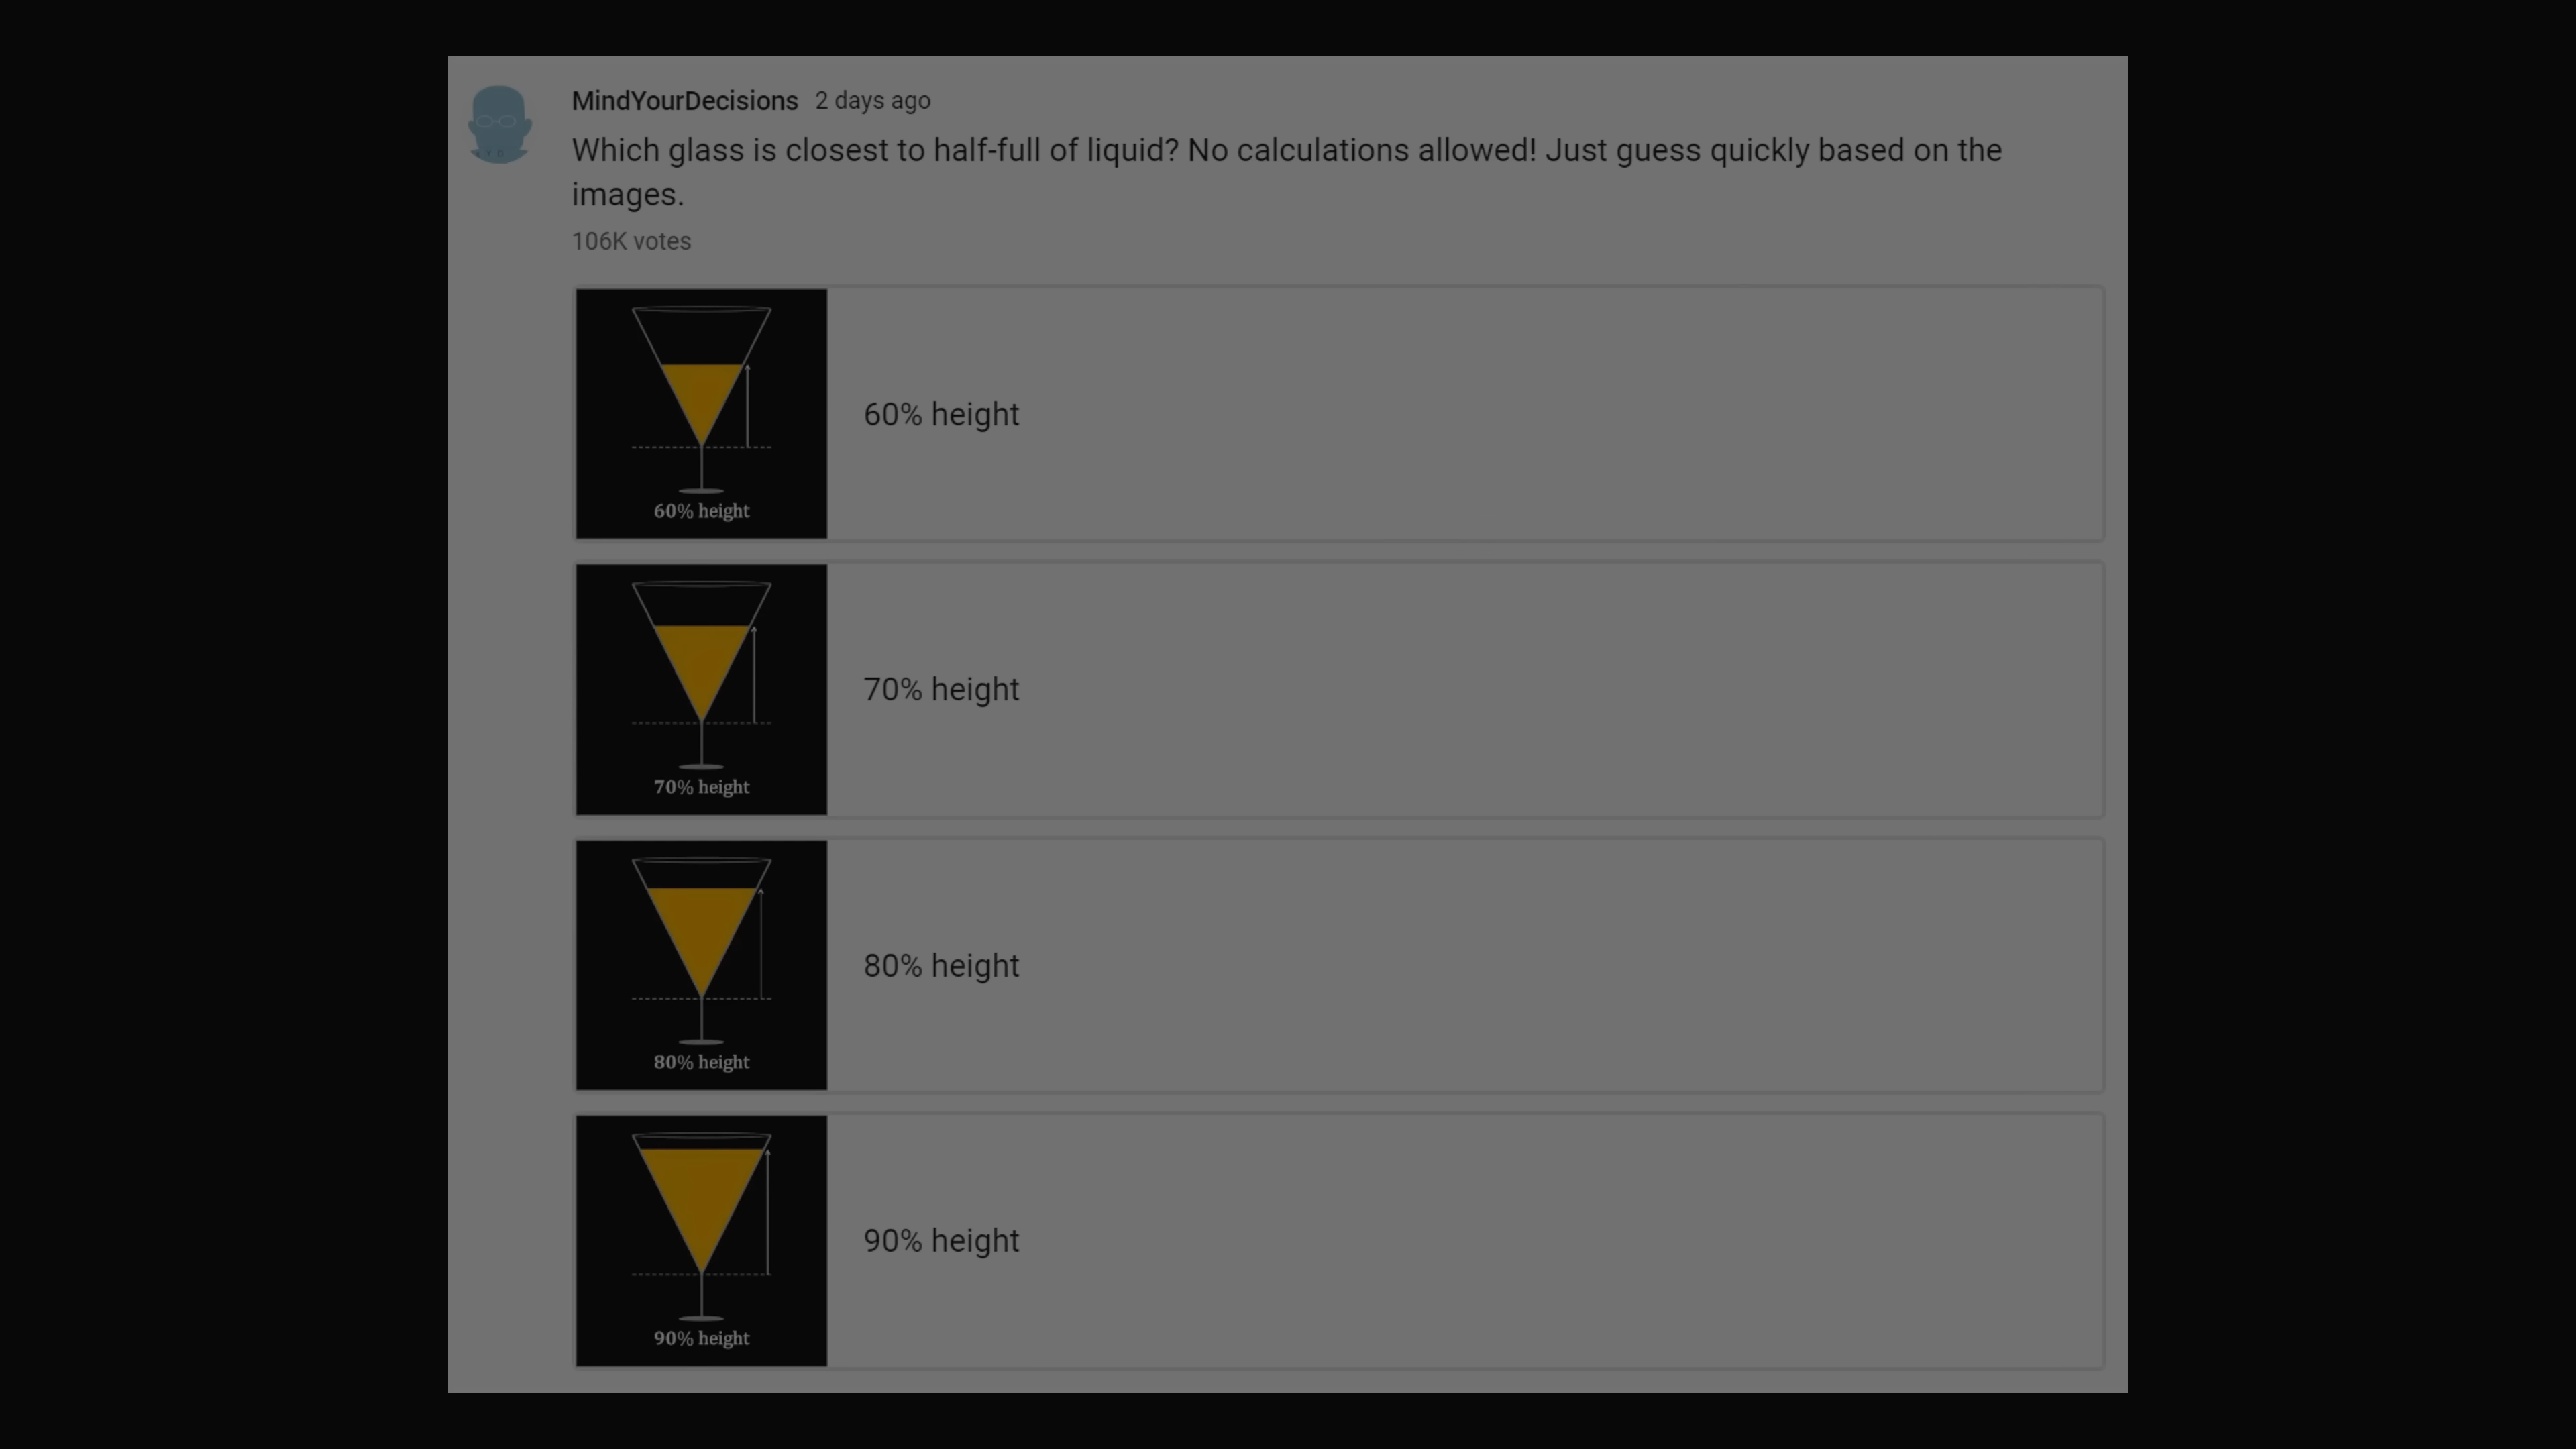 MindYourDecisions 2 days ago
Which glass is closest to half-full of liquid? No calculations allowed! Just guess quickly based on the
images.
106K votes
60% height
60% height
70% height
70% height
80% height
80% height
90% height
90% height